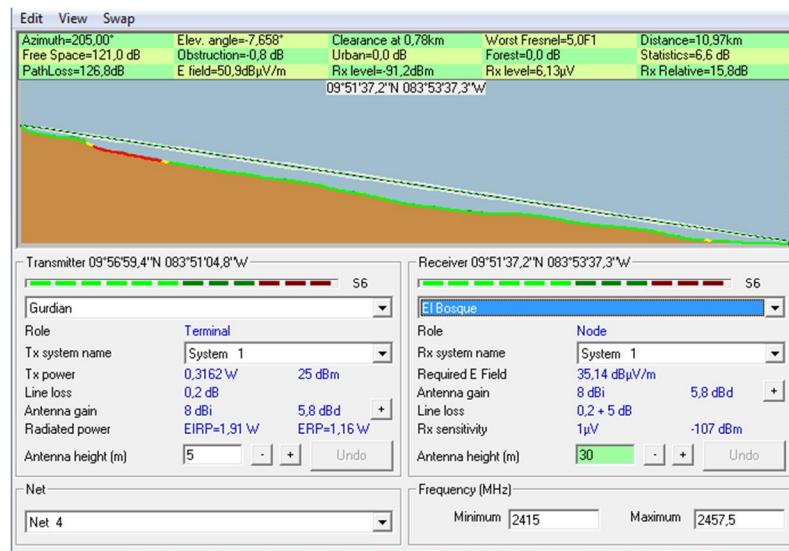 Edit View Swap
Azimuth=205,00° Elev. angle=-7,658° Clearance at 0,78km Worst Fresnel=5,0F1 Distance=10,97km
Free Space=121,0 dB Obstruction=-0,8 dB Urban=0,0 dB Forest=0,0 dB Statistics=6,6 dB
PathLoss=126,8dB E field=50,9dBµV/m Rx level=-91,2dBm Rx level=6,13µV Rx Relative=15,8dB
09°51'37,2"N 083°53'37,3"W
Transmitter 09°56'59,4"N 083°51'04,8"W
S6
Gurdian
Role Terminal
Tx system name System 1
Tx power 0,3162 W 25 dBm
Line loss 0,2 dB
Antenna gain 8 dBi 5,8 dBd +
Radiated power EIRP=1,91 W ERP=1,16 W
Antenna height (m) 5 - + Undo
Net
Net 4
Receiver 09°51'37,2"N 083°53'37,3"W
S6
El Bosque
Role Node
Rx system name System 1
Required E Field 35,14 dBµV/m
Antenna gain 8 dBi 5,8 dBd +
Line loss 0,2 + 5 dB
Rx sensitivity 1µV -107 dBm
Antenna height (m) 30 - + Undo
Frequency (MHz)
Minimum 2415 Maximum 2457,5